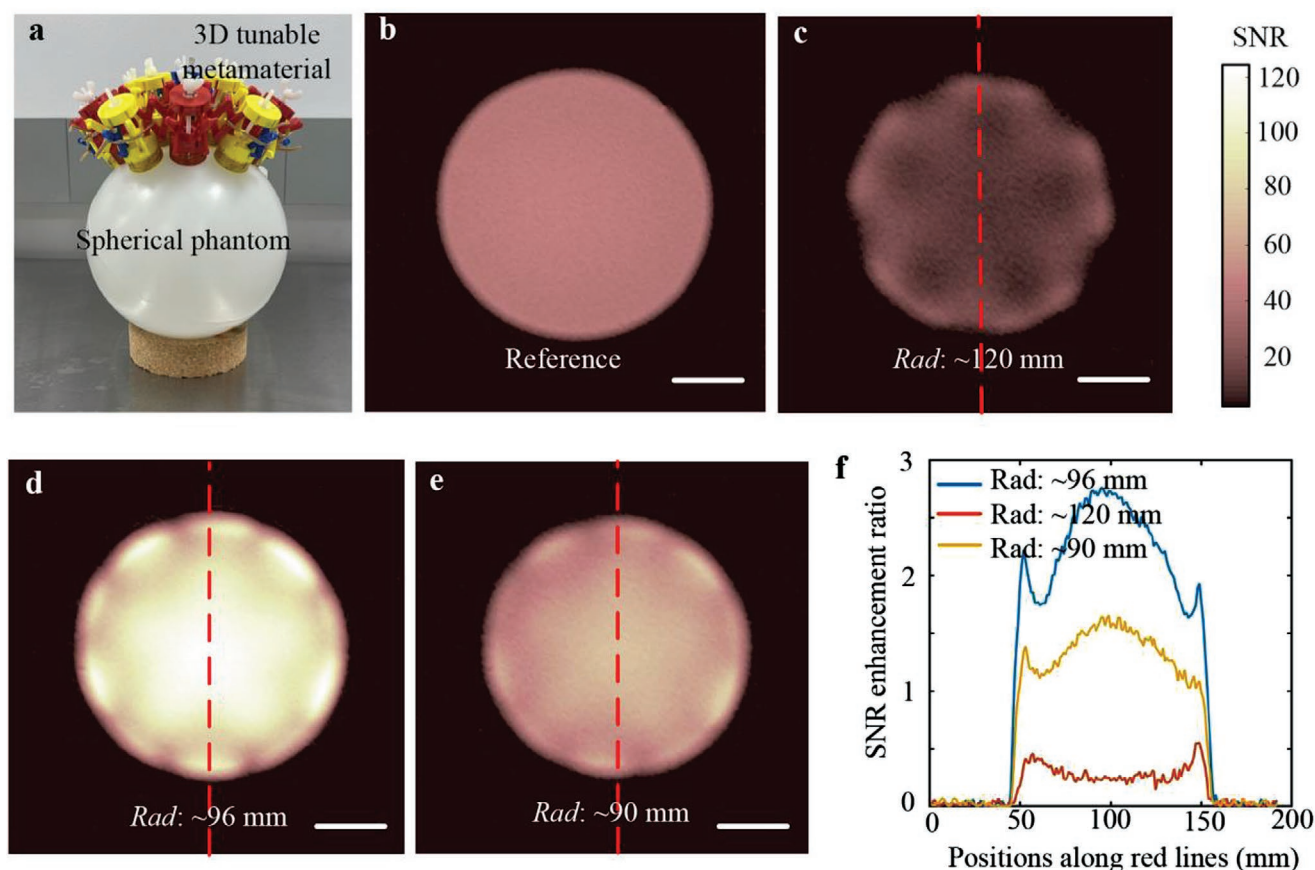 a
3D tunable
metamaterial
Spherical phantom
b
Reference
c
Rad: ~120 mm
SNR
120
100
80
60
40
20
d
Rad: ~96 mm
e
Rad: ~90 mm
f
3
2
1
0
SNR enhancement ratio
Rad: ~96 mm
Rad: ~120 mm
Rad: ~90 mm
0 50 100 150 200
Positions along red lines (mm)